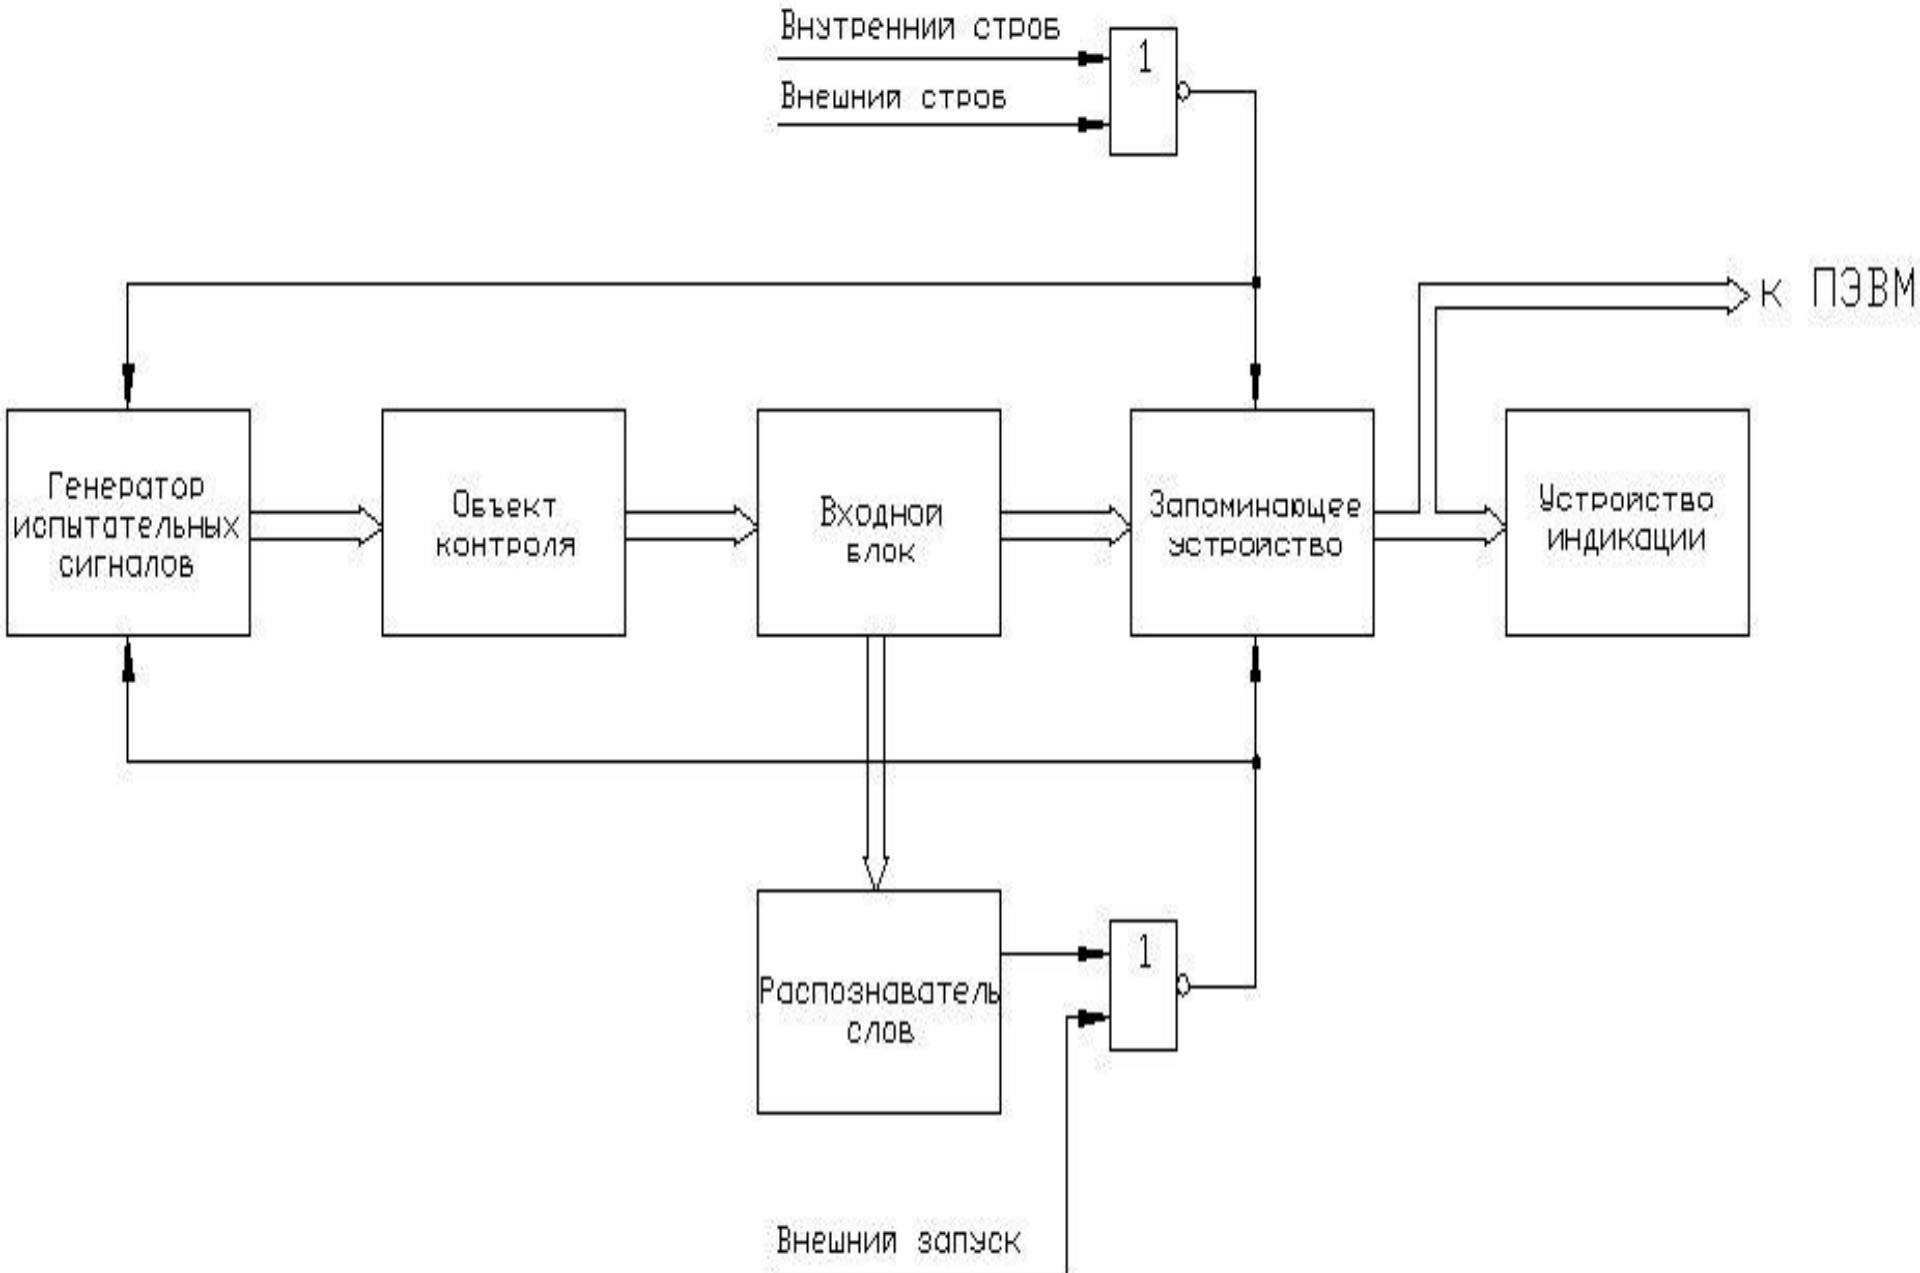 Внутренний строб
1
Внешний строб
к ПЭВМ
Генератор
испытательных
сигналов
Объект
контроля
Входной
блок
Запоминающее
устройство
Устройство
индикации
1
Распознаватель
слов
Внешний запуск